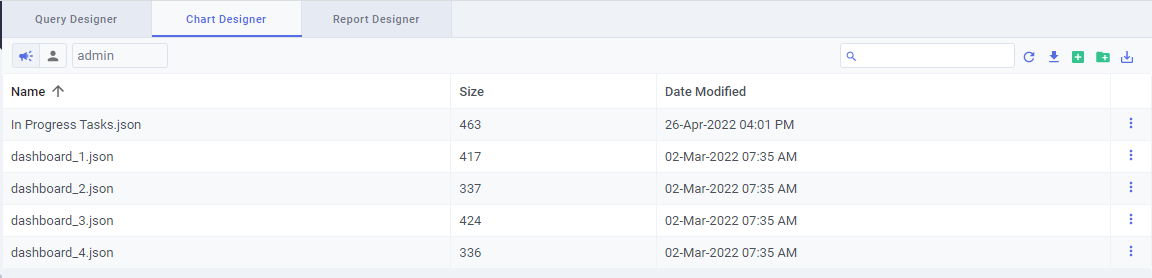 Query Designer Chart Designer Report Designer
admin
Name Size Date Modified
In Progress Tasks.json 463 26-Apr-2022 04:01 PM
dashboard_1.json 417 02-Mar-2022 07:35 AM
dashboard_2.json 337 02-Mar-2022 07:35 AM
dashboard_3.json 424 02-Mar-2022 07:35 AM
dashboard_4.json 336 02-Mar-2022 07:35 AM